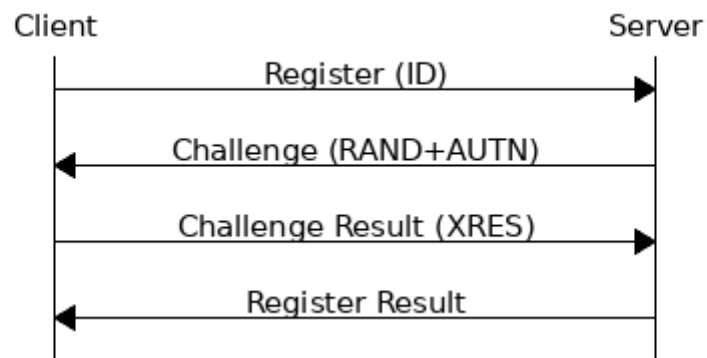 Client Server
Register (ID)
Challenge (RAND+AUTN)
Challenge Result (XRES)
Register Result